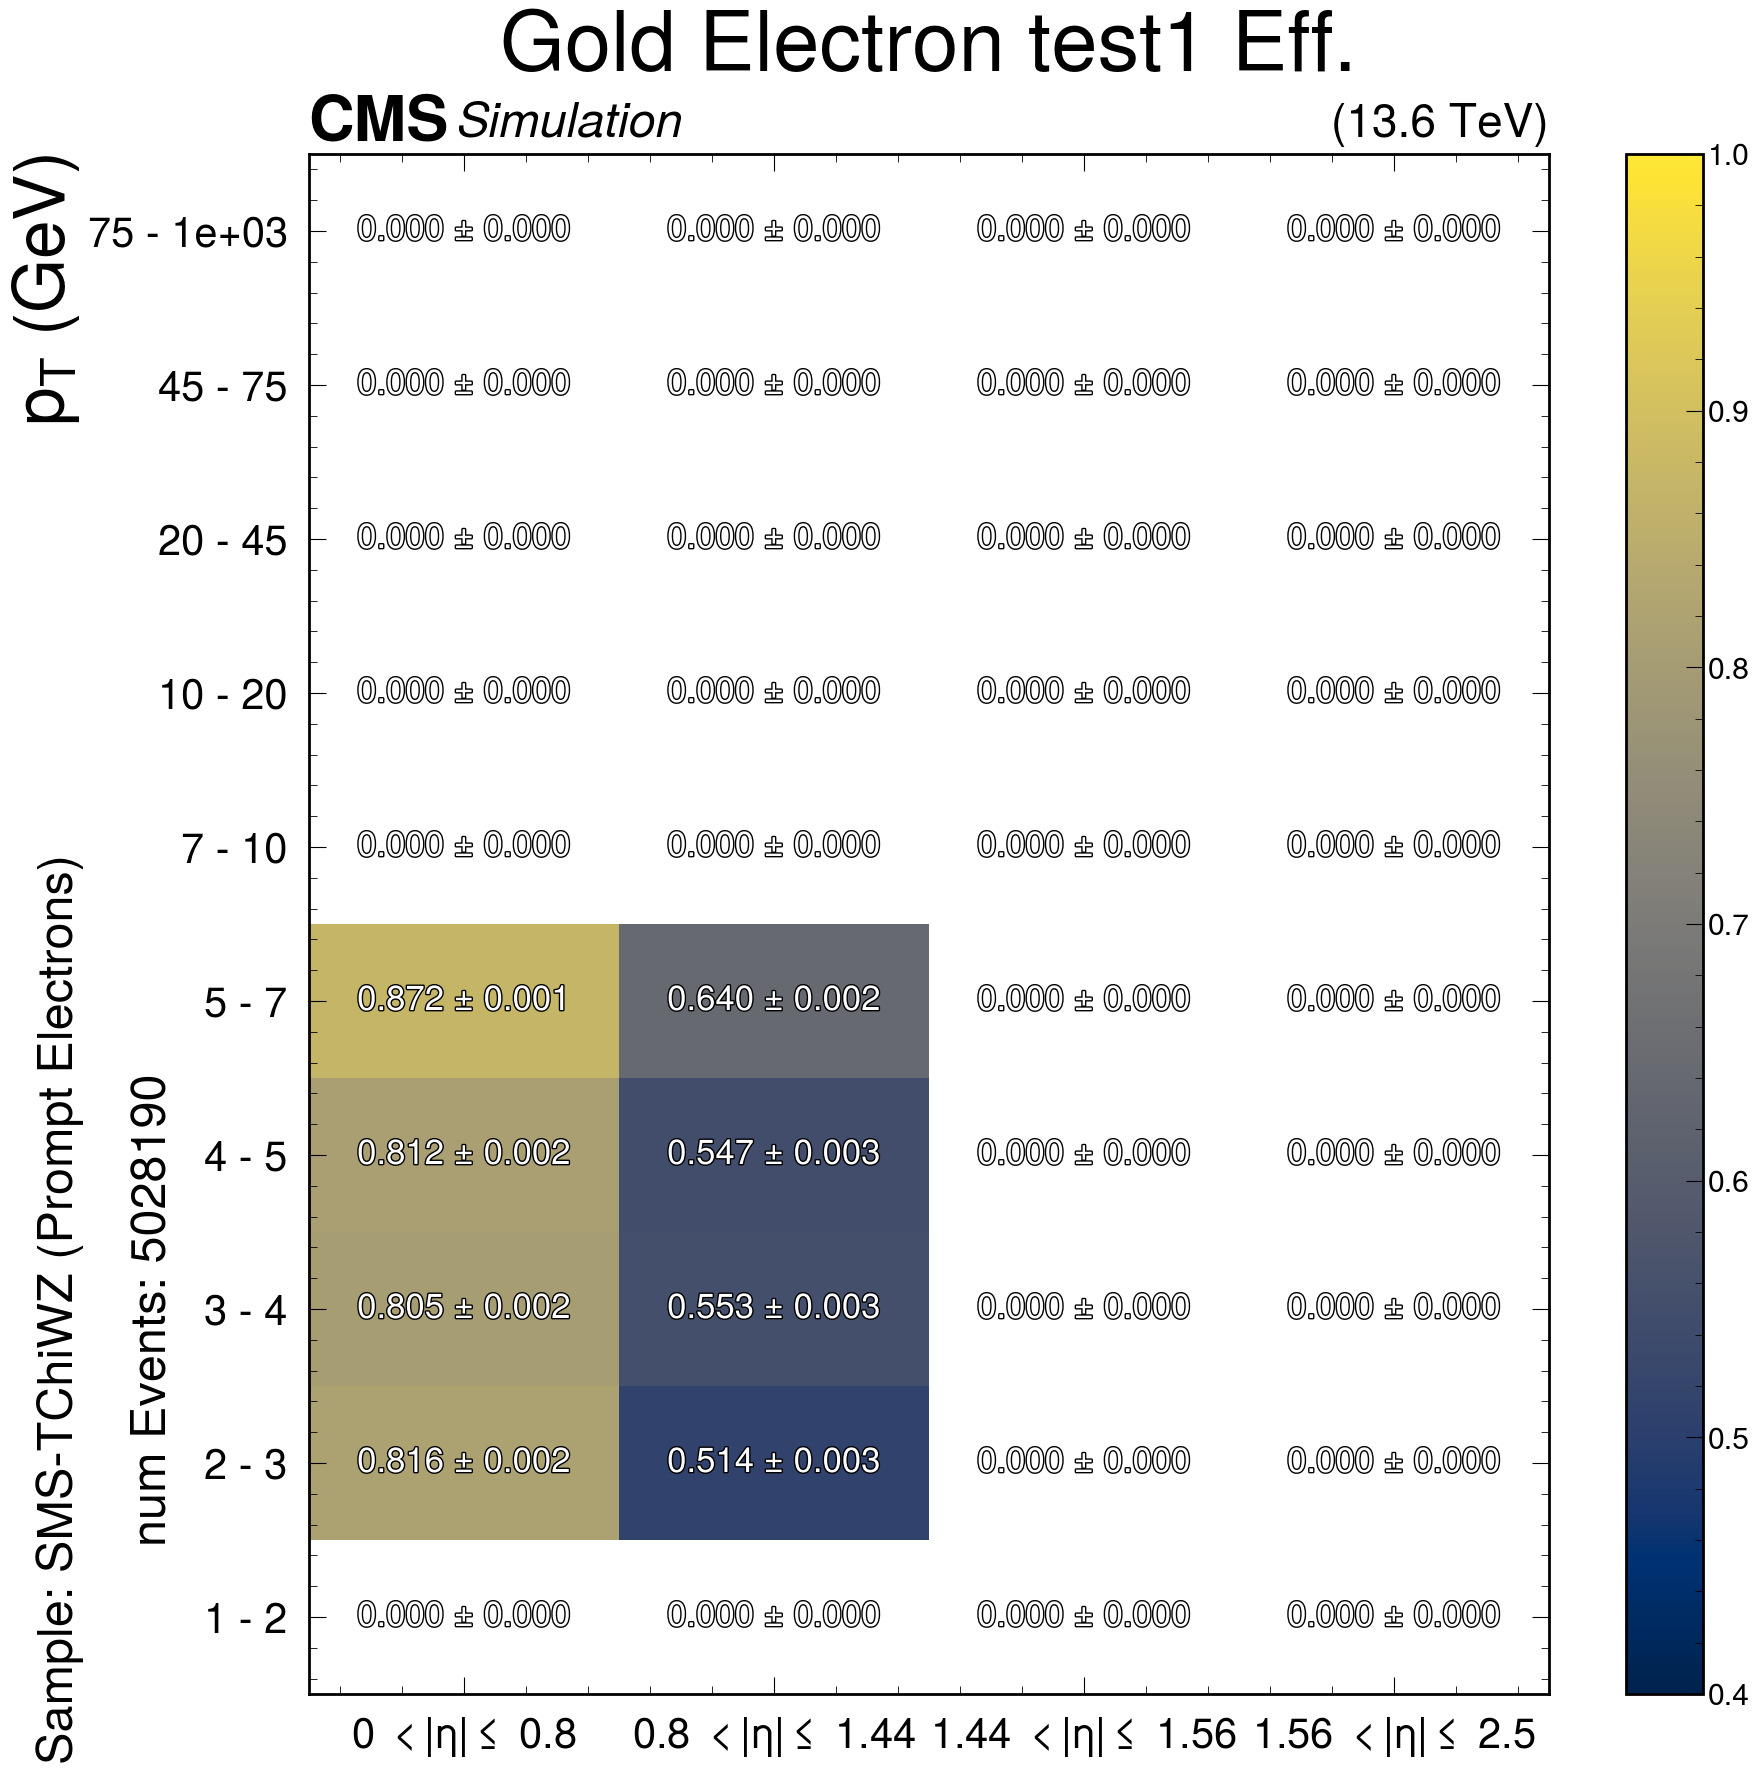 Gold Electron test1 Eff.
CMS Simulation (13.6 TeV)
pT (GeV)
Sample: SMS-TChiWZ (Prompt Electrons)
num Events: 5028190
75 - 1e+03 0.000 ± 0.000 0.000 ± 0.000 0.000 ± 0.000 0.000 ± 0.000
45 - 75 0.000 ± 0.000 0.000 ± 0.000 0.000 ± 0.000 0.000 ± 0.000
20 - 45 0.000 ± 0.000 0.000 ± 0.000 0.000 ± 0.000 0.000 ± 0.000
10 - 20 0.000 ± 0.000 0.000 ± 0.000 0.000 ± 0.000 0.000 ± 0.000
7 - 10 0.000 ± 0.000 0.000 ± 0.000 0.000 ± 0.000 0.000 ± 0.000
5 - 7 0.872 ± 0.001 0.640 ± 0.002 0.000 ± 0.000 0.000 ± 0.000
4 - 5 0.812 ± 0.002 0.547 ± 0.003 0.000 ± 0.000 0.000 ± 0.000
3 - 4 0.805 ± 0.002 0.553 ± 0.003 0.000 ± 0.000 0.000 ± 0.000
2 - 3 0.816 ± 0.002 0.514 ± 0.003 0.000 ± 0.000 0.000 ± 0.000
1 - 2 0.000 ± 0.000 0.000 ± 0.000 0.000 ± 0.000 0.000 ± 0.000
0 < |η| ≤ 0.8 0.8 < |η| ≤ 1.44 1.44 < |η| ≤ 1.56 1.56 < |η| ≤ 2.5
1.0
0.9
0.8
0.7
0.6
0.5
0.4